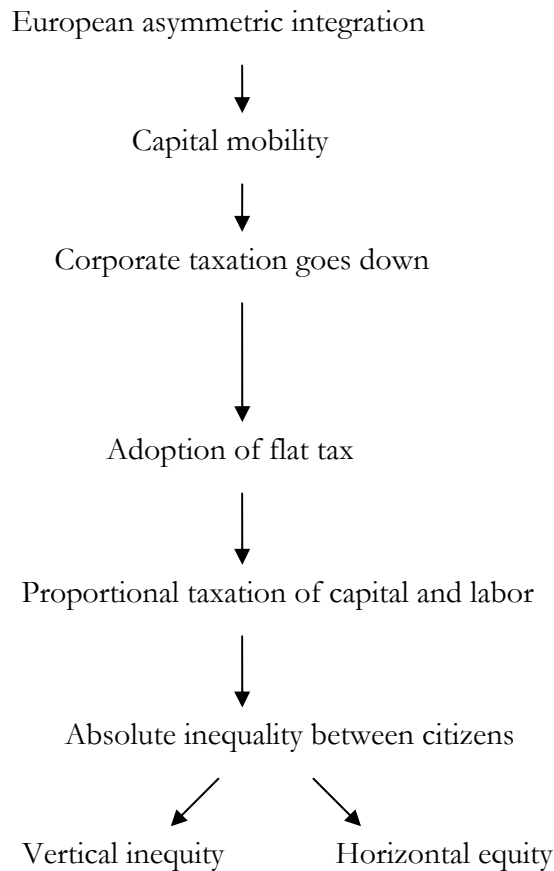 European asymmetric integration
Capital mobility
Corporate taxation goes down
Adoption of flat tax
Proportional taxation of capital and labor
Absolute inequality between citizens
Vertical inequity
Horizontal equity